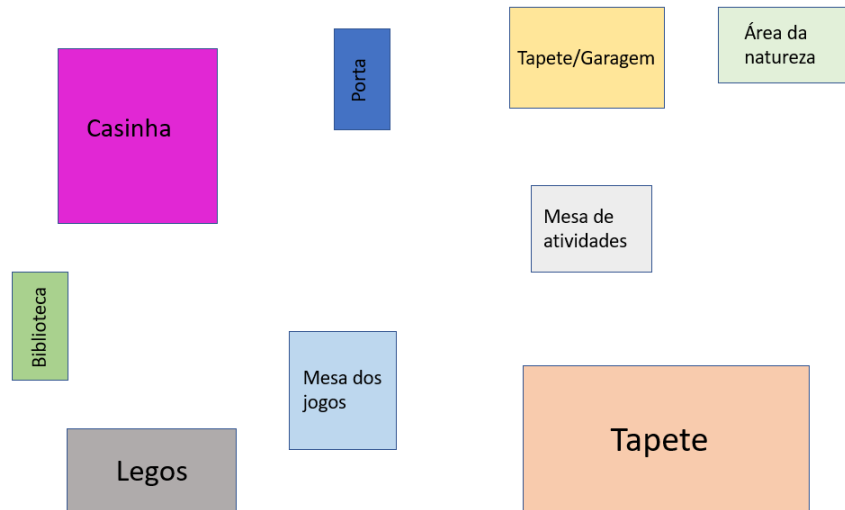 Casinha
Porta
Tapete/Garagem
Área da
natureza
Mesa de
atividades
Biblioteca
Mesa dos
jogos
Legos
Tapete